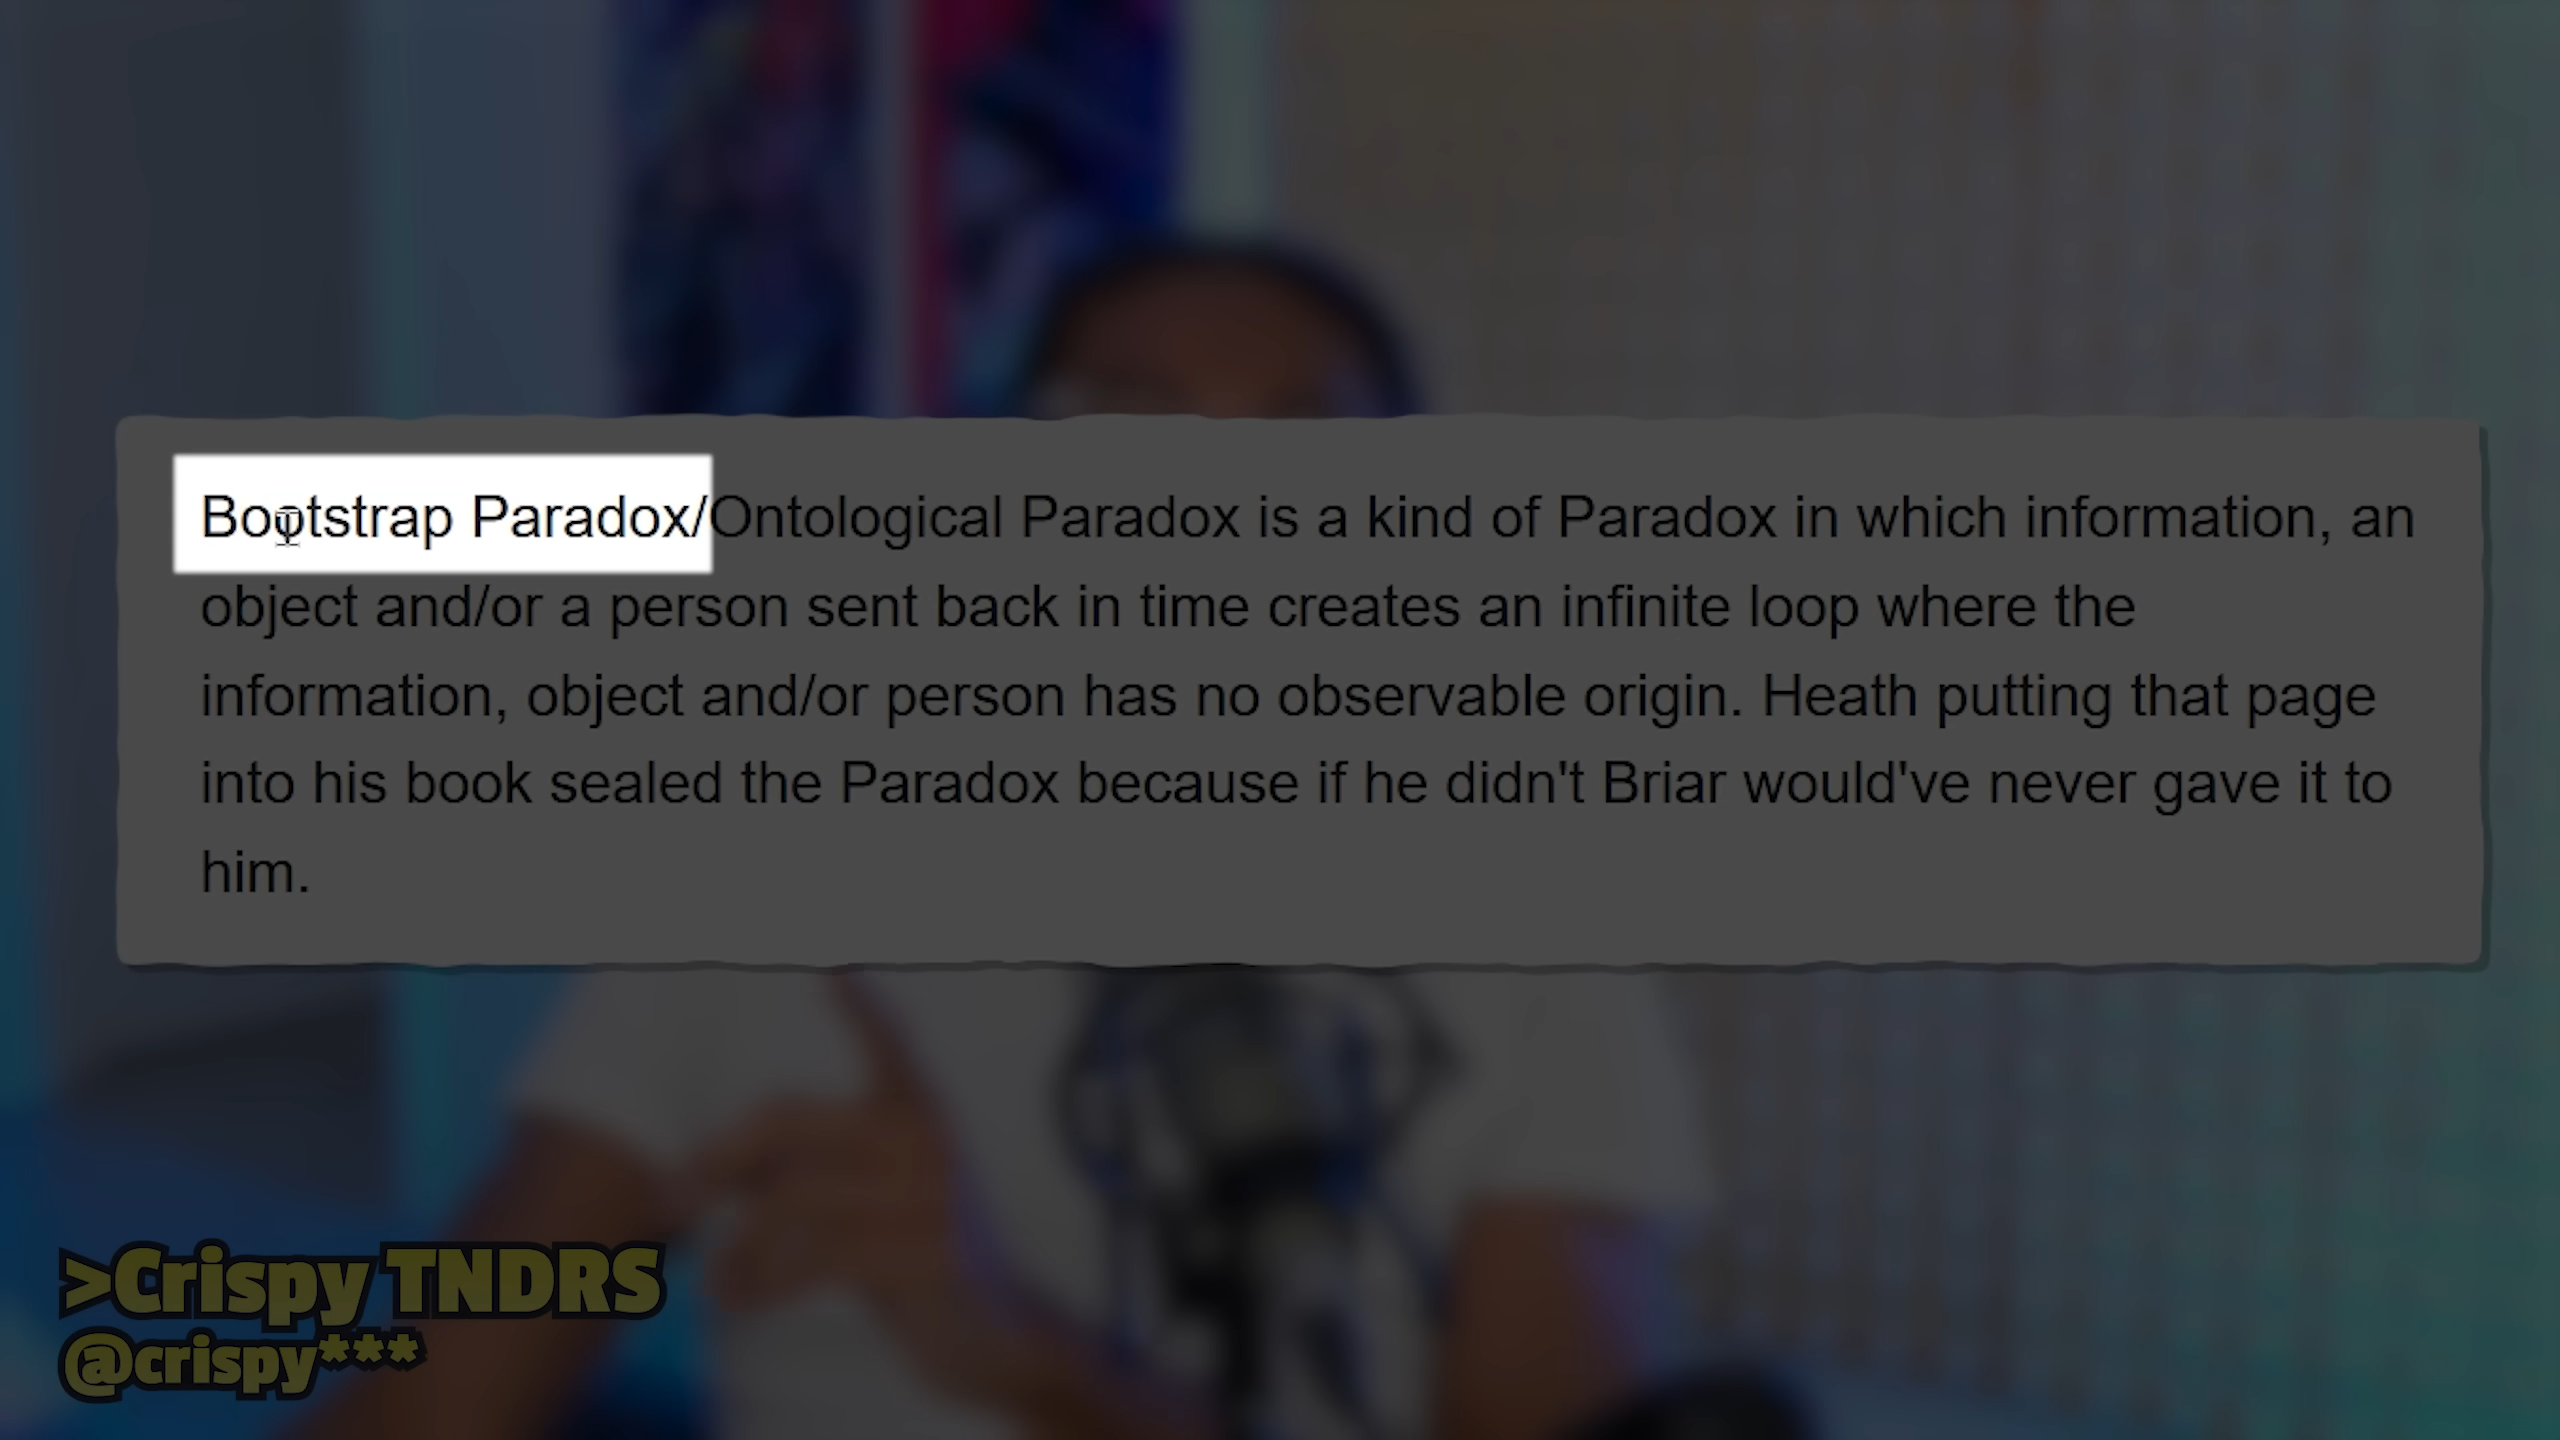 Bootstrap Paradox/Ontological Paradox is a kind of Paradox in which information, an
object and/or a person sent back in time creates an infinite loop where the
information, object and/or person has no observable origin. Heath putting that page
into his book sealed the Paradox because if he didn't Briar would've never gave it to
him.
>Crispy TNDRS
@crispy***